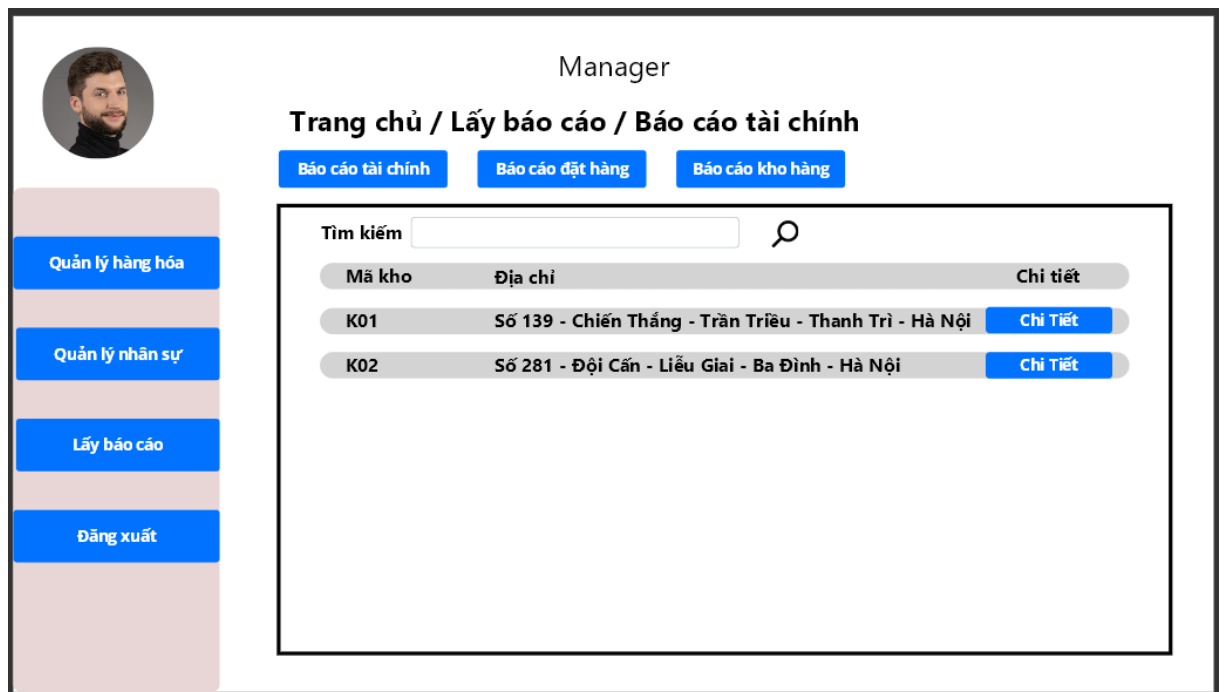 Manager
Trang chủ / Lấy báo cáo / Báo cáo tài chính
Báo cáo tài chính Báo cáo đặt hàng Báo cáo kho hàng
Tìm kiếm
Mã kho Địa chỉ Chi tiết
K01 Số 139 - Chiến Thắng - Trần Triều - Thanh Trì - Hà Nội Chi Tiết
K02 Số 281 - Đội Cấn - Liễu Giai - Ba Đình - Hà Nội Chi Tiết
Quản lý hàng hóa
Quản lý nhân sự
Lấy báo cáo
Đăng xuất